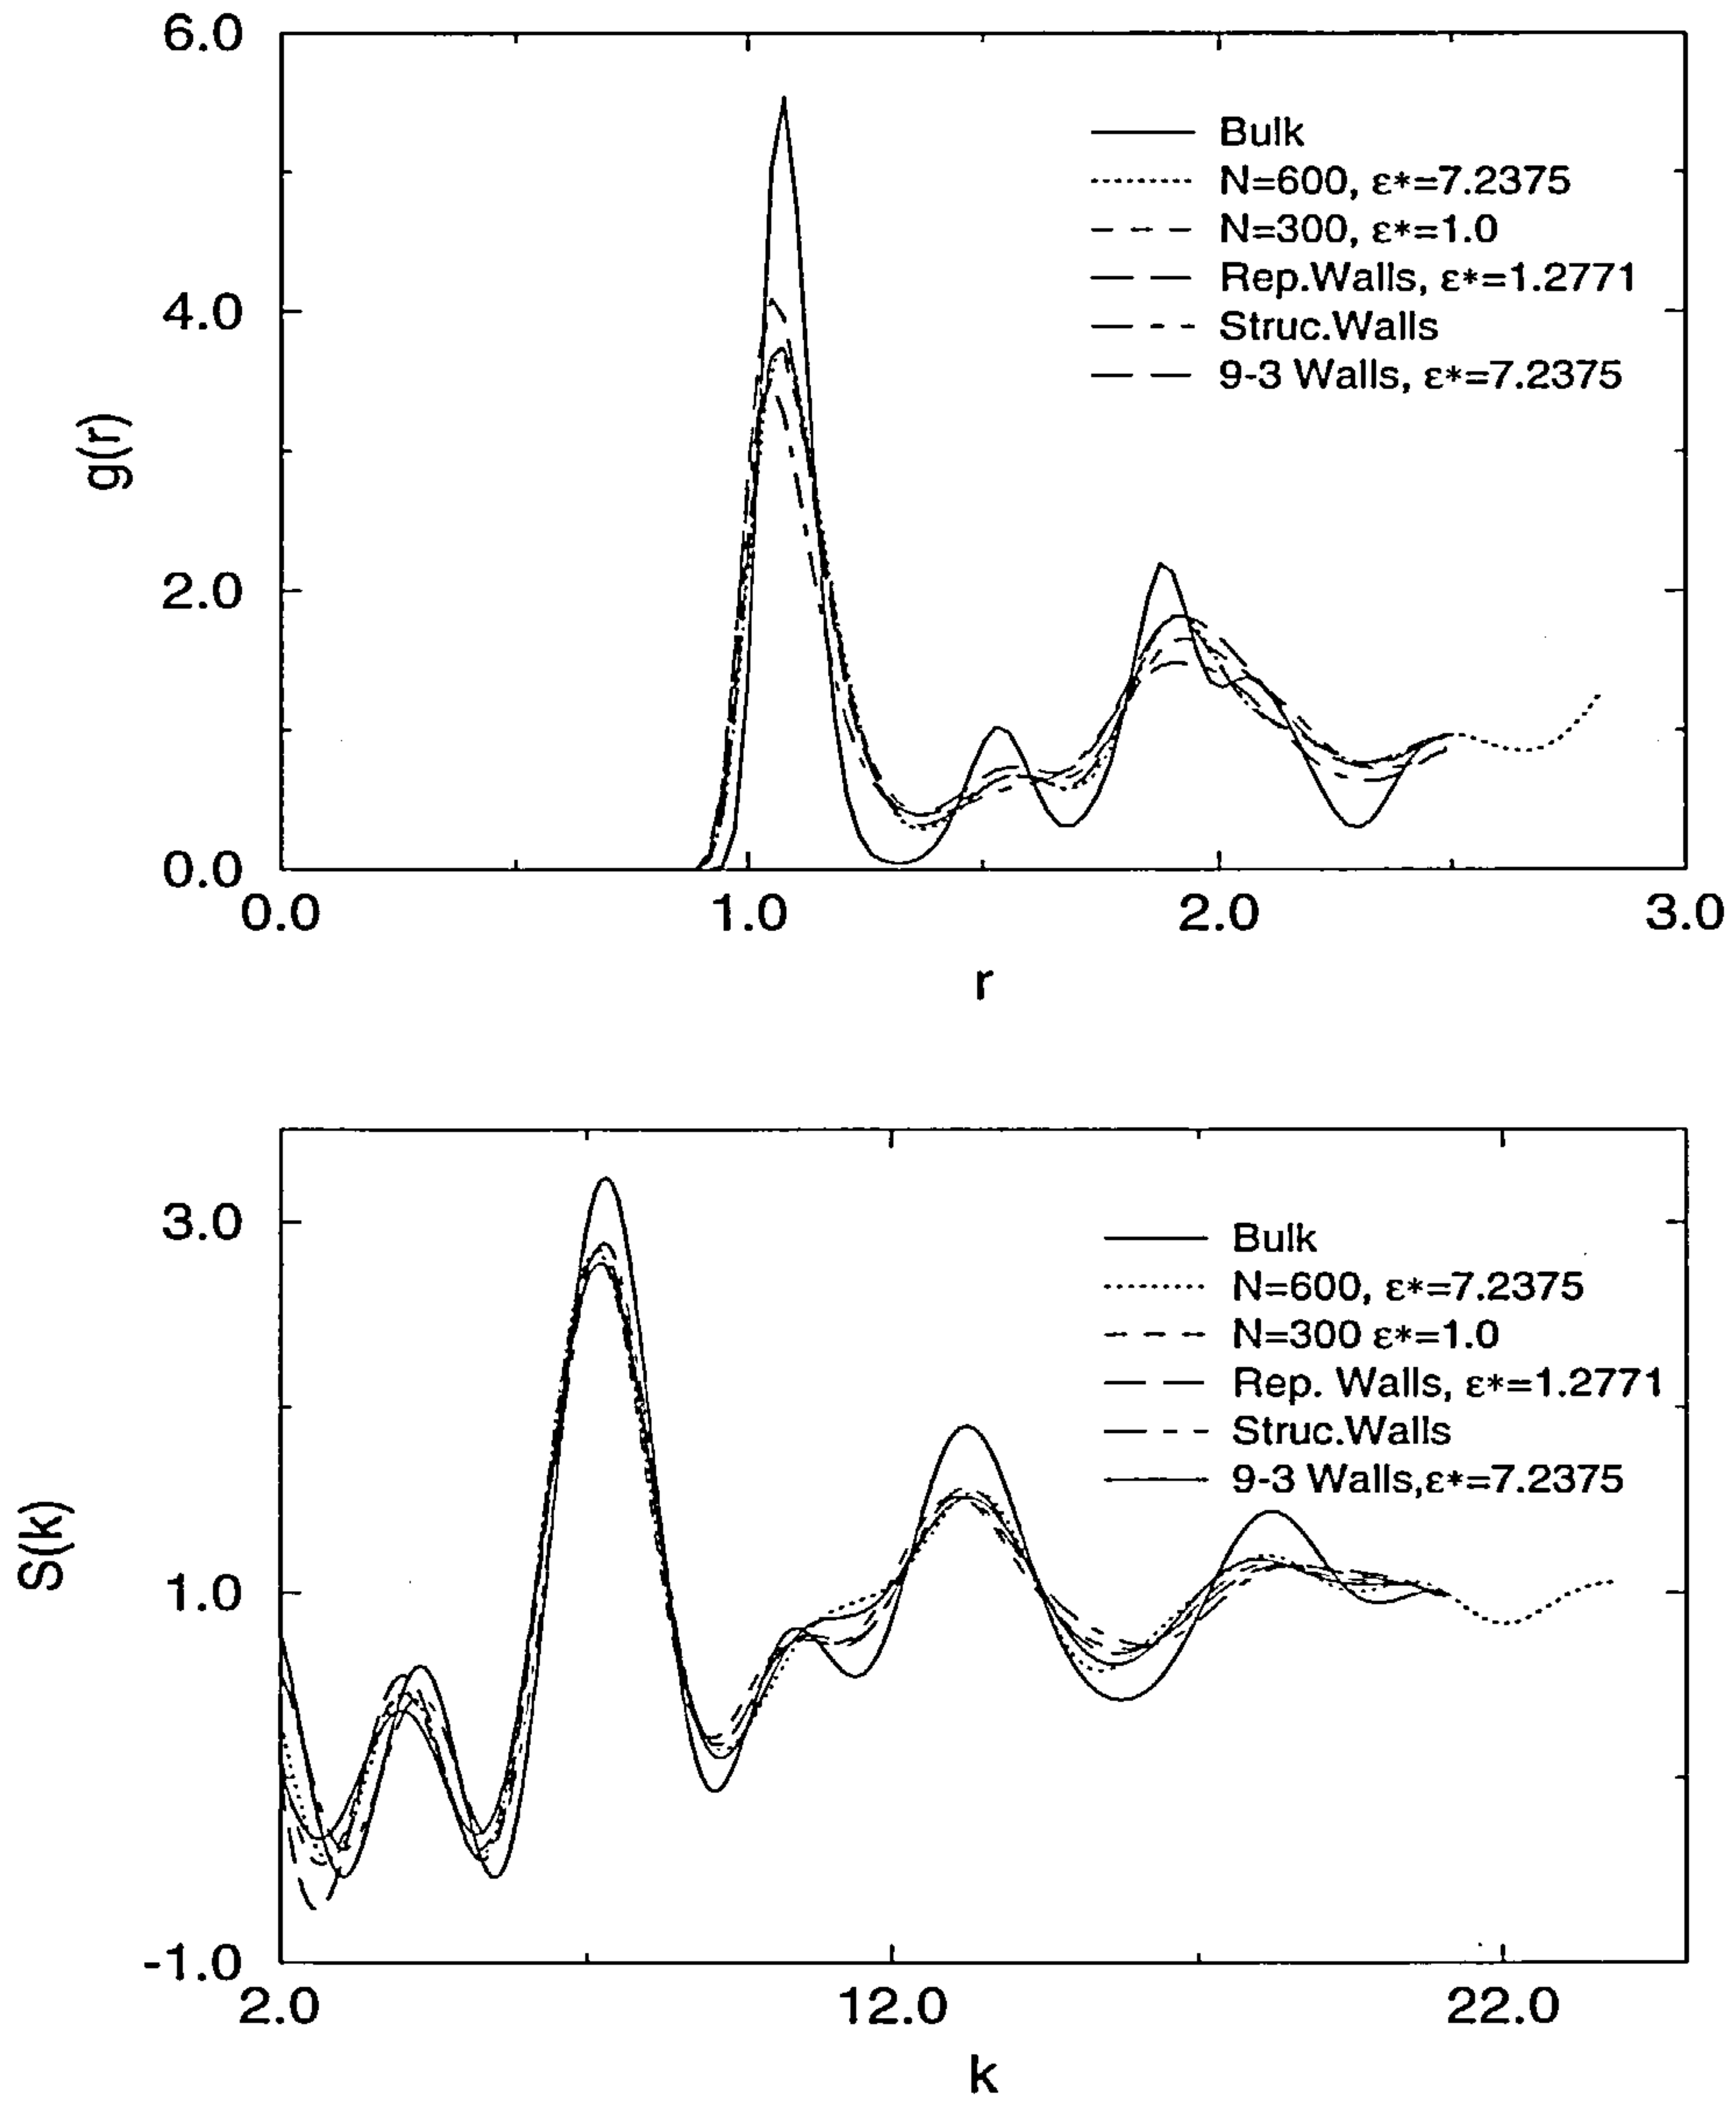 6.0
4.0
2.0
0.0
g(r)
Bulk
N=600, ε*=7.2375
N=300, ε*=1.0
Rep.Walls, ε*=1.2771
Struc.Walls
9-3 Walls, ε*=7.2375
0.0 1.0 2.0 3.0
r
3.0
1.0
-1.0
S(k)
Bulk
N=600, ε*=7.2375
N=300 ε*=1.0
Rep. Walls, ε*=1.2771
Struc.Walls
9-3 Walls,ε*=7.2375
2.0 12.0 22.0
k